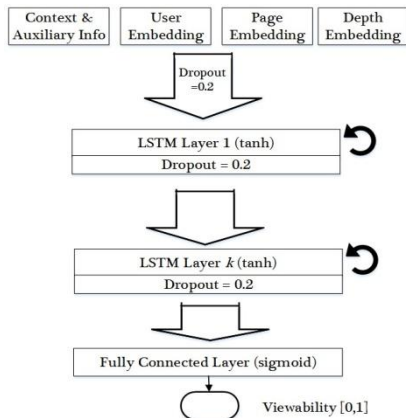 Context &
Auxiliary Info
User
Embedding
Page
Embedding
Depth
Embedding
Dropout
=0.2
LSTM Layer 1 (tanh)
Dropout = 0.2
LSTM Layer k (tanh)
Dropout = 0.2
Fully Connected Layer (sigmoid)
Viewability [0,1]